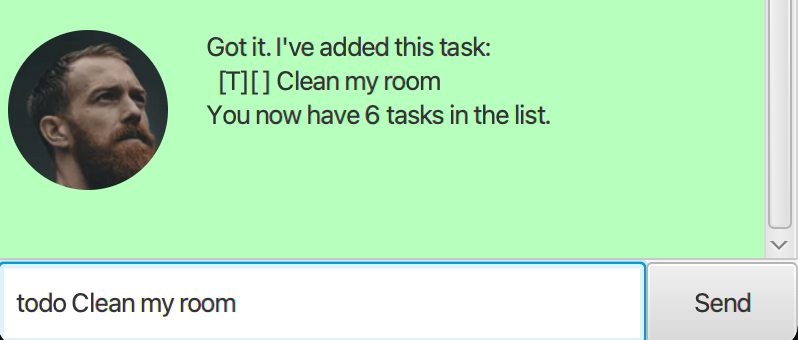 Got it. I've added this task:
[T][ ] Clean my room
You now have 6 tasks in the list.
todo Clean my room
Send